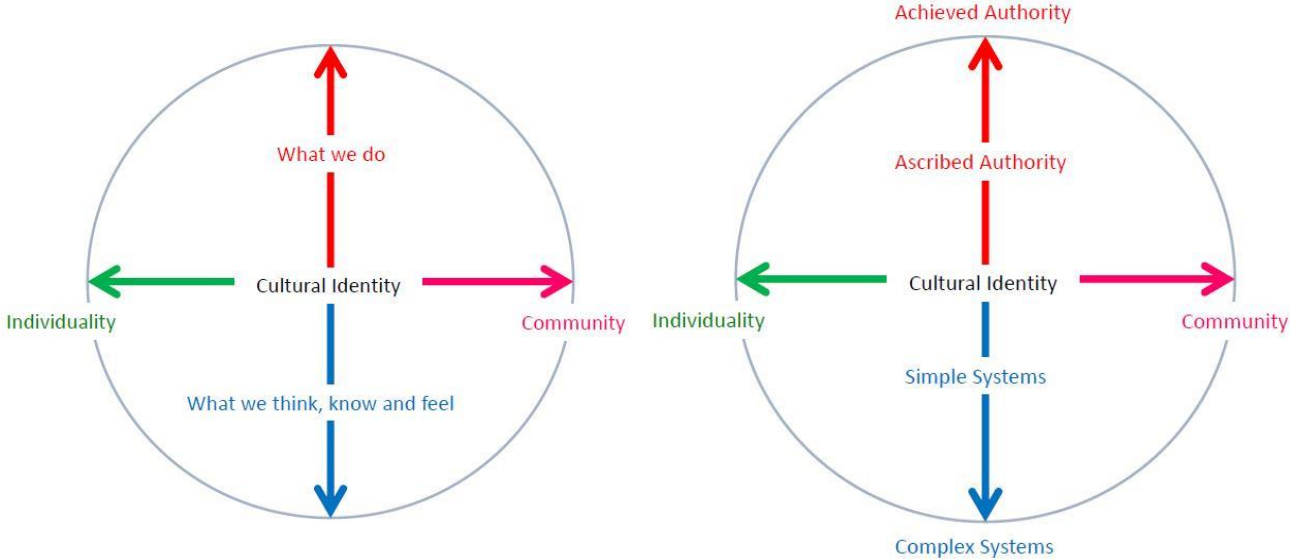 What we do
Cultural Identity
Individuality
Community
What we think, know and feel
Achieved Authority
Ascribed Authority
Cultural Identity
Individuality
Community
Simple Systems
Complex Systems